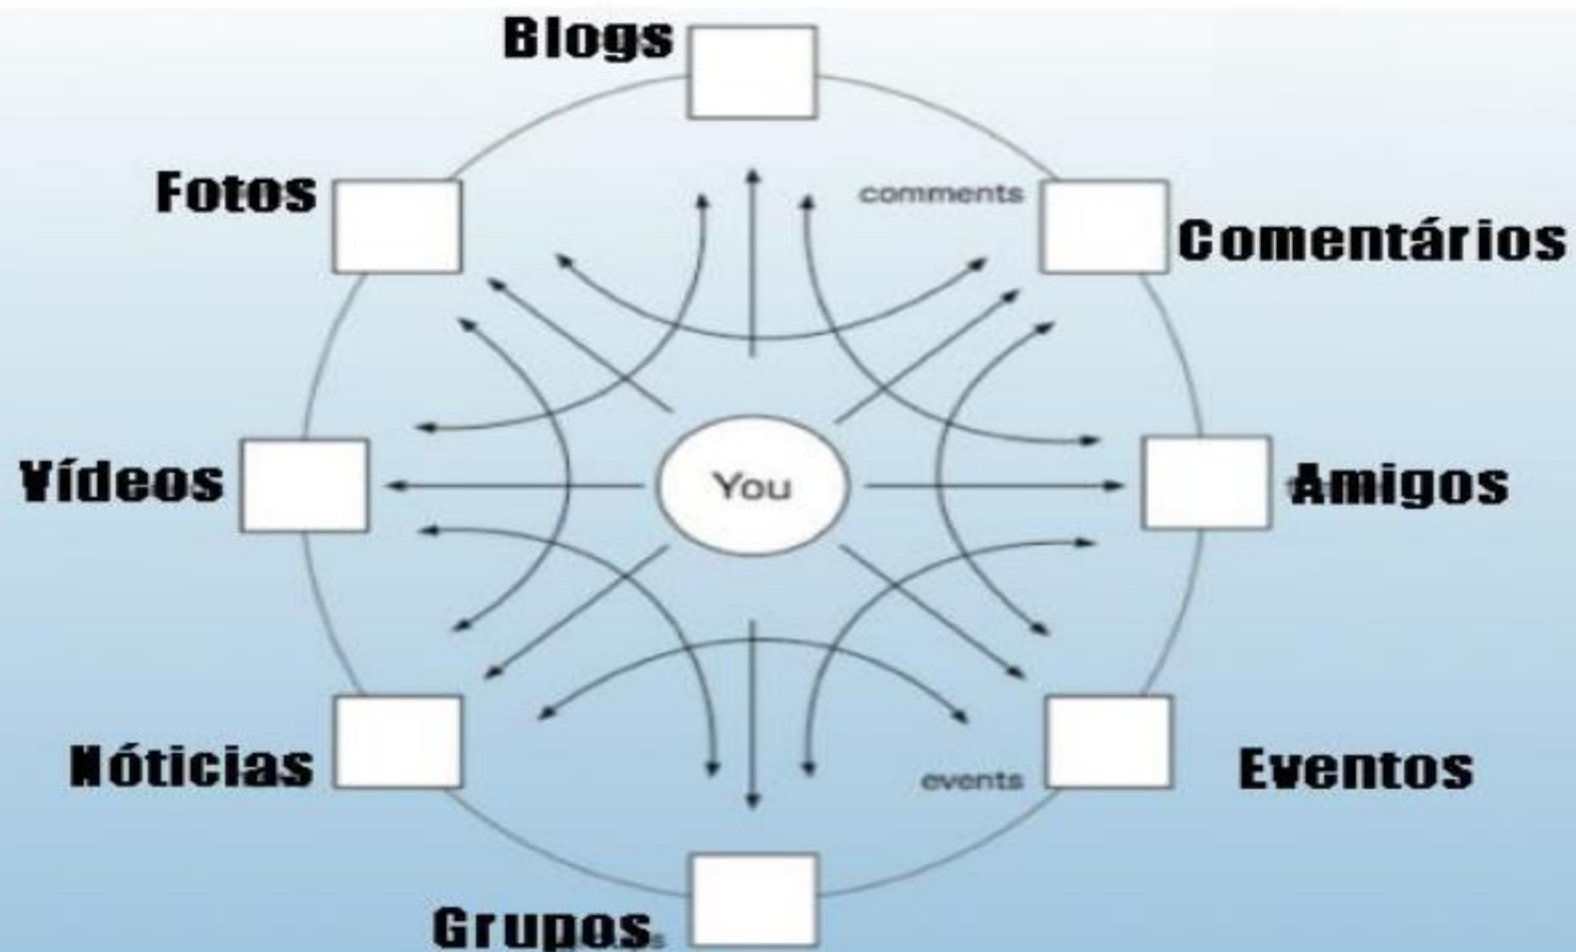 Blogs
Fotos
comments
Comentários
Vídeos
You
Amigos
Nóticias
events
Eventos
Grupos